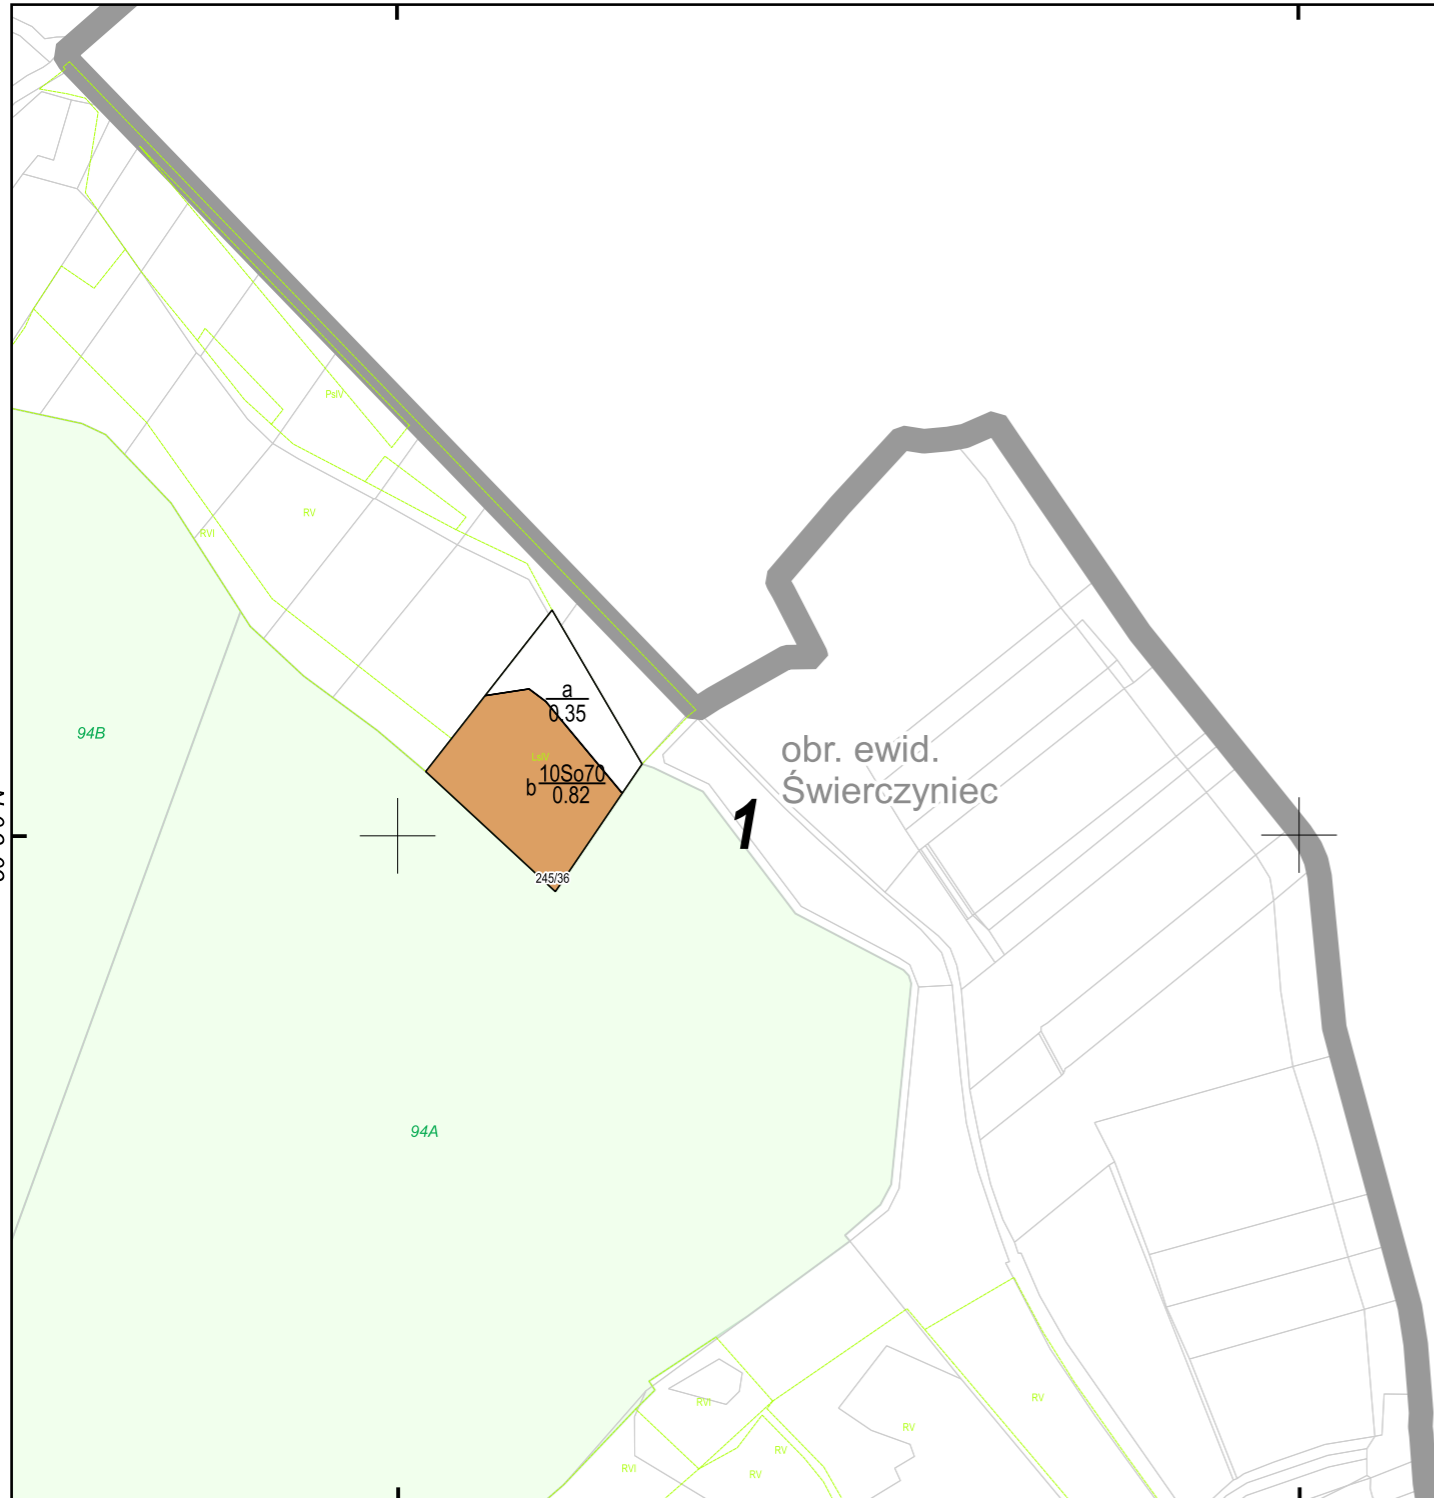 PsIV
RV
RVI
a
0.35
94B
obr. ewid.
Świerczyniec
LsIV
10So70
b
0.82
1
245/36
94A
RV
RVI
RV
RV
RVI
RV